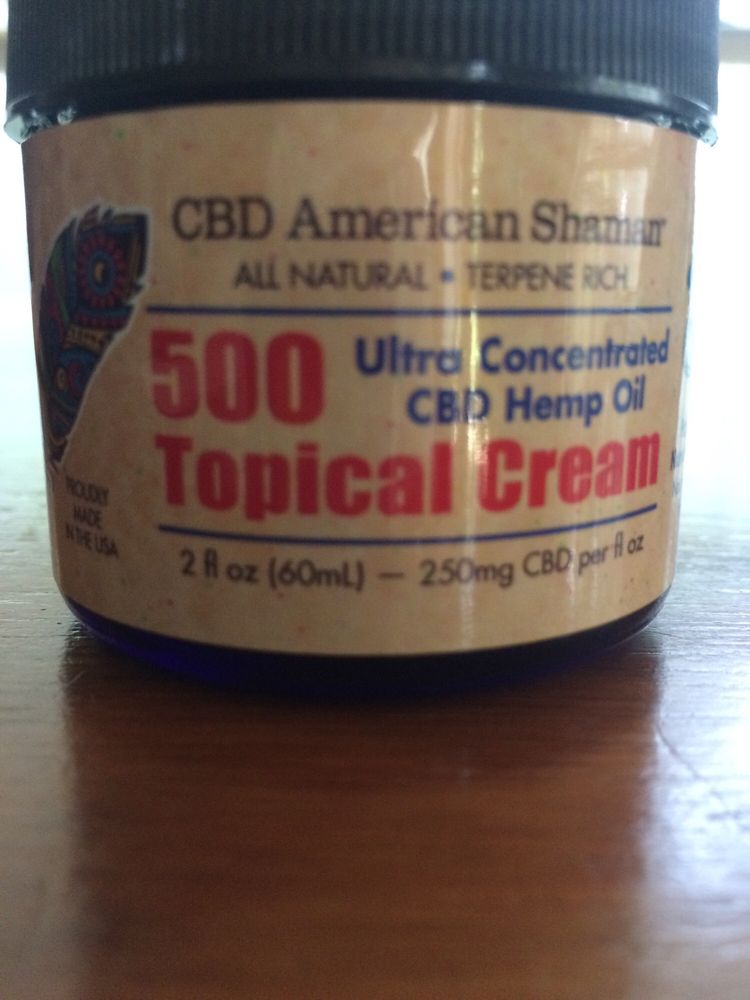 CBD American Shaman
ALL NATURAL • TERPENE RICH
500
Ultra Concentrated
CBD Hemp Oil
Topical Cream
PROUDLY
MADE
IN THE USA
2 fl oz (60mL) — 250mg CBD per fl oz